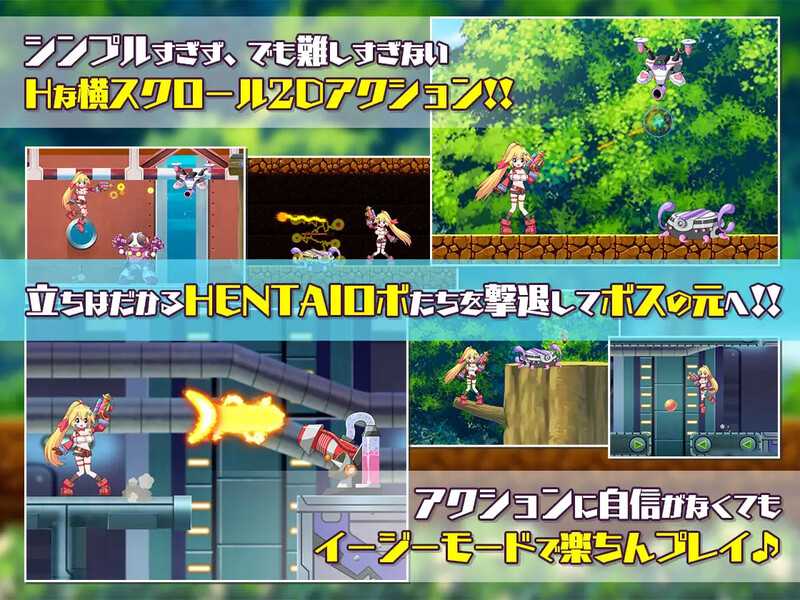 シンプルすぎず、でも難しすぎない
Hな横スクロール2Dアクション!!
立ちはだかるHENTAIロボたちを撃退してボスの元へ!!
アクションに自信がなくても
イージーモードで楽ちんプレイ♪